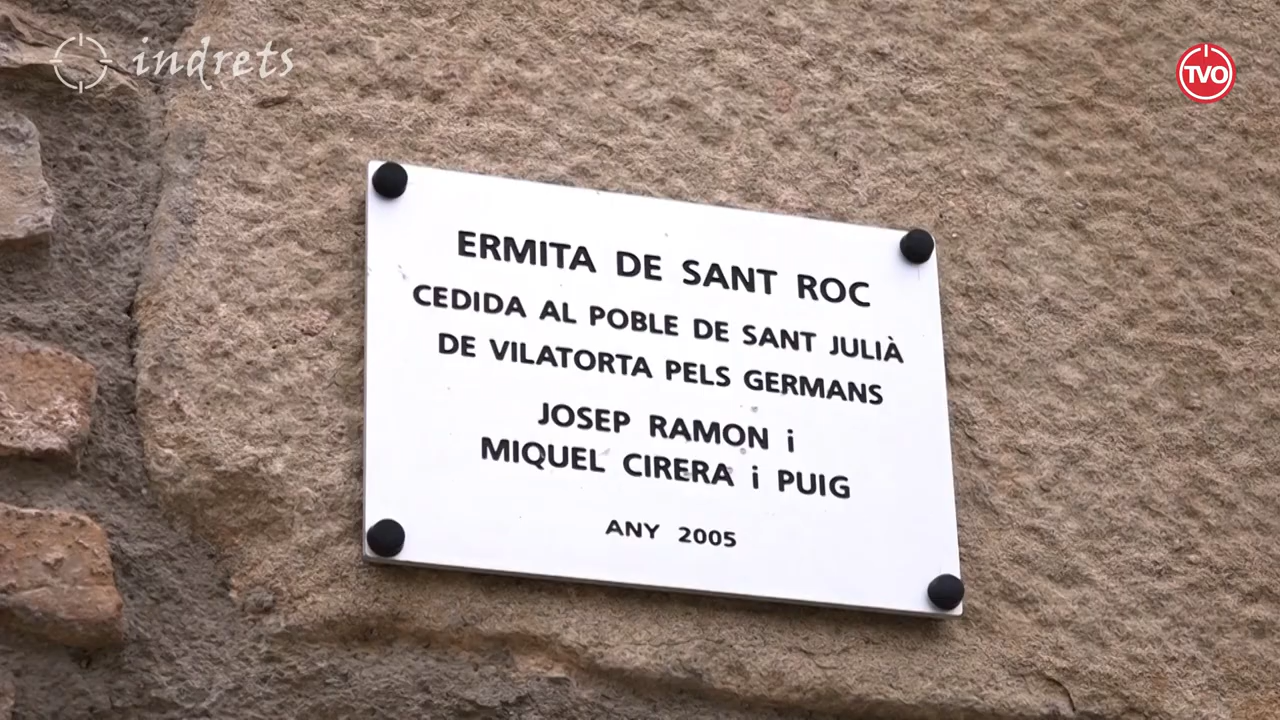 indrets
TVO
ERMITA DE SANT ROC
CEDIDA AL POBLE DE SANT JULIÀ
DE VILATORTA PELS GERMANS
JOSEP RAMON i
MIQUEL CIRERA i PUIG
ANY 2005